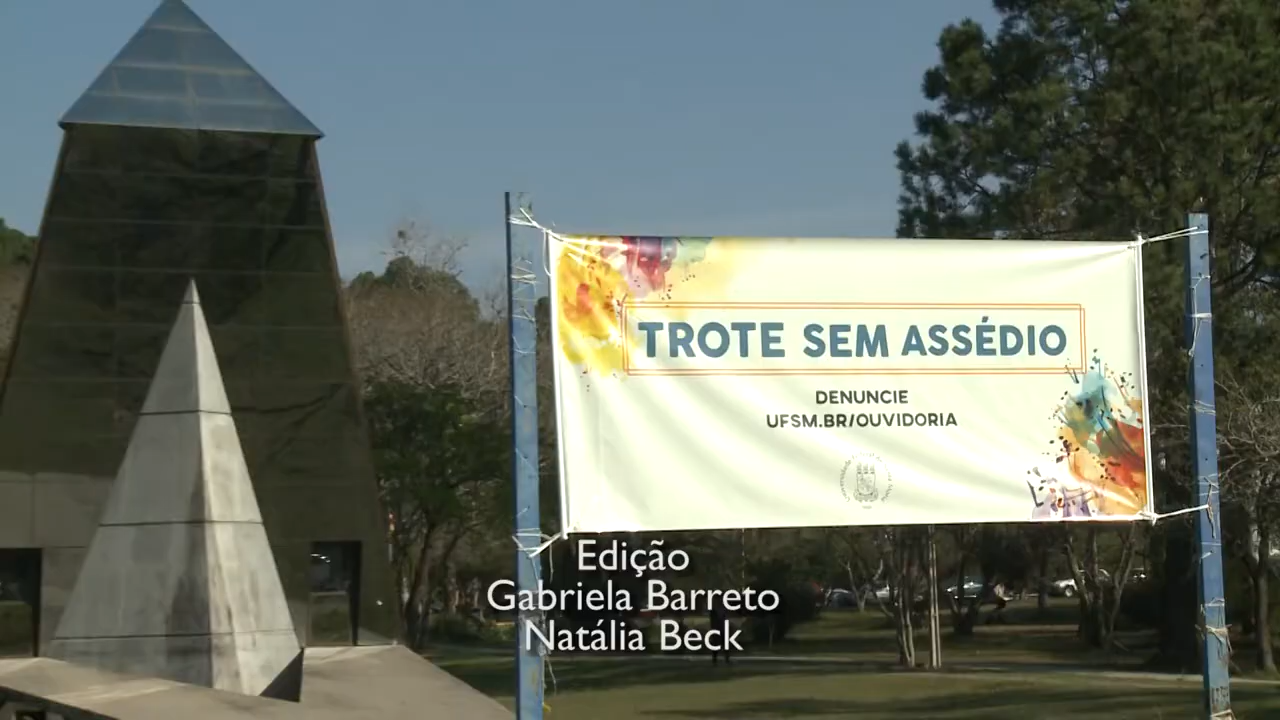 TROTE SEM ASSÉDIO
DENUNCIE
UFSM.BR/OUVIDORIA
Edição
Gabriela Barreto
Natália Beck